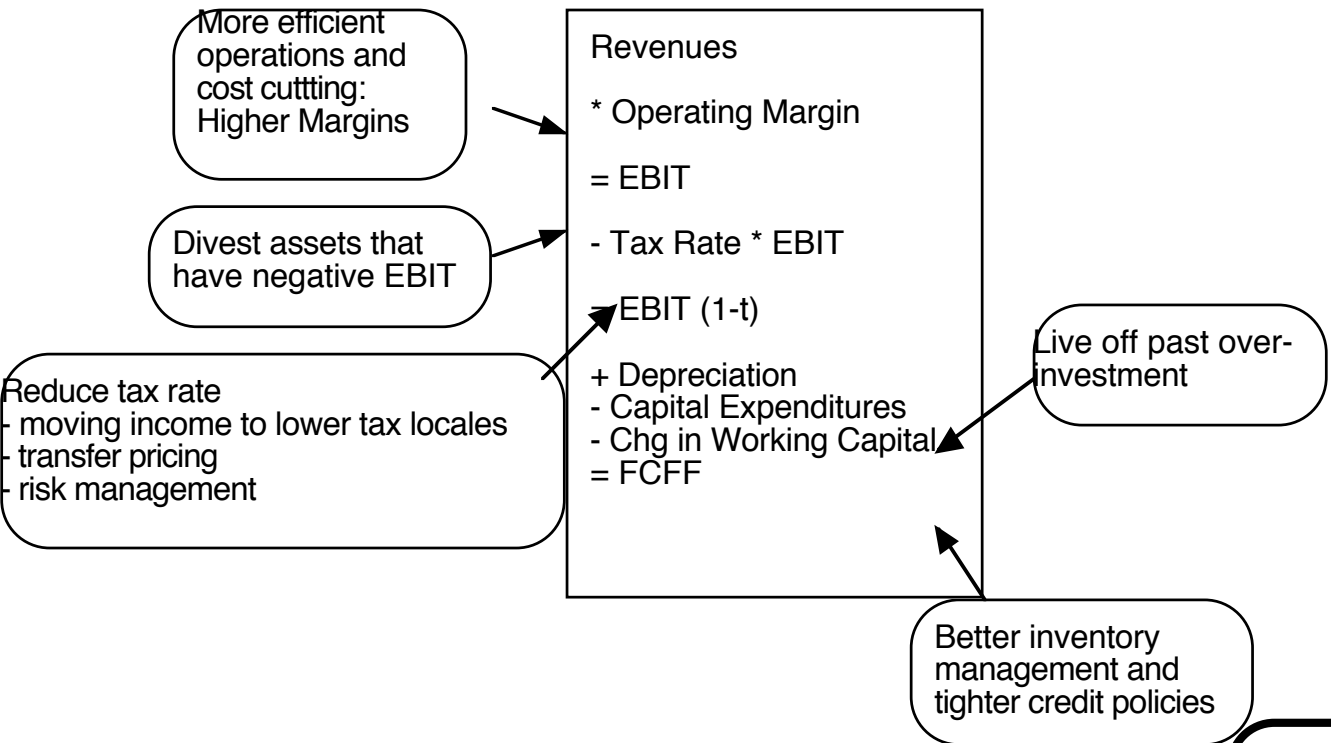 More efficient
operations and
cost cuttting:
Higher Margins
Divest assets that
have negative EBIT
Reduce tax rate
- moving income to lower tax locales
- transfer pricing
- risk management
Revenues
* Operating Margin
= EBIT
- Tax Rate * EBIT
= EBIT (1-t)
+ Depreciation
- Capital Expenditures
- Chg in Working Capital
= FCFF
Live off past over-
investment
Better inventory
management and
tighter credit policies